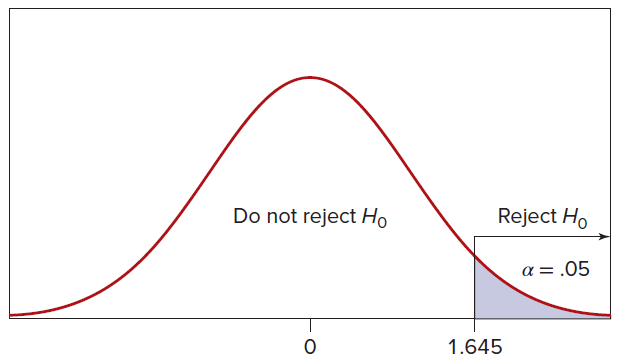 Do not reject H₀
Reject H₀
α = .05
0
1.645